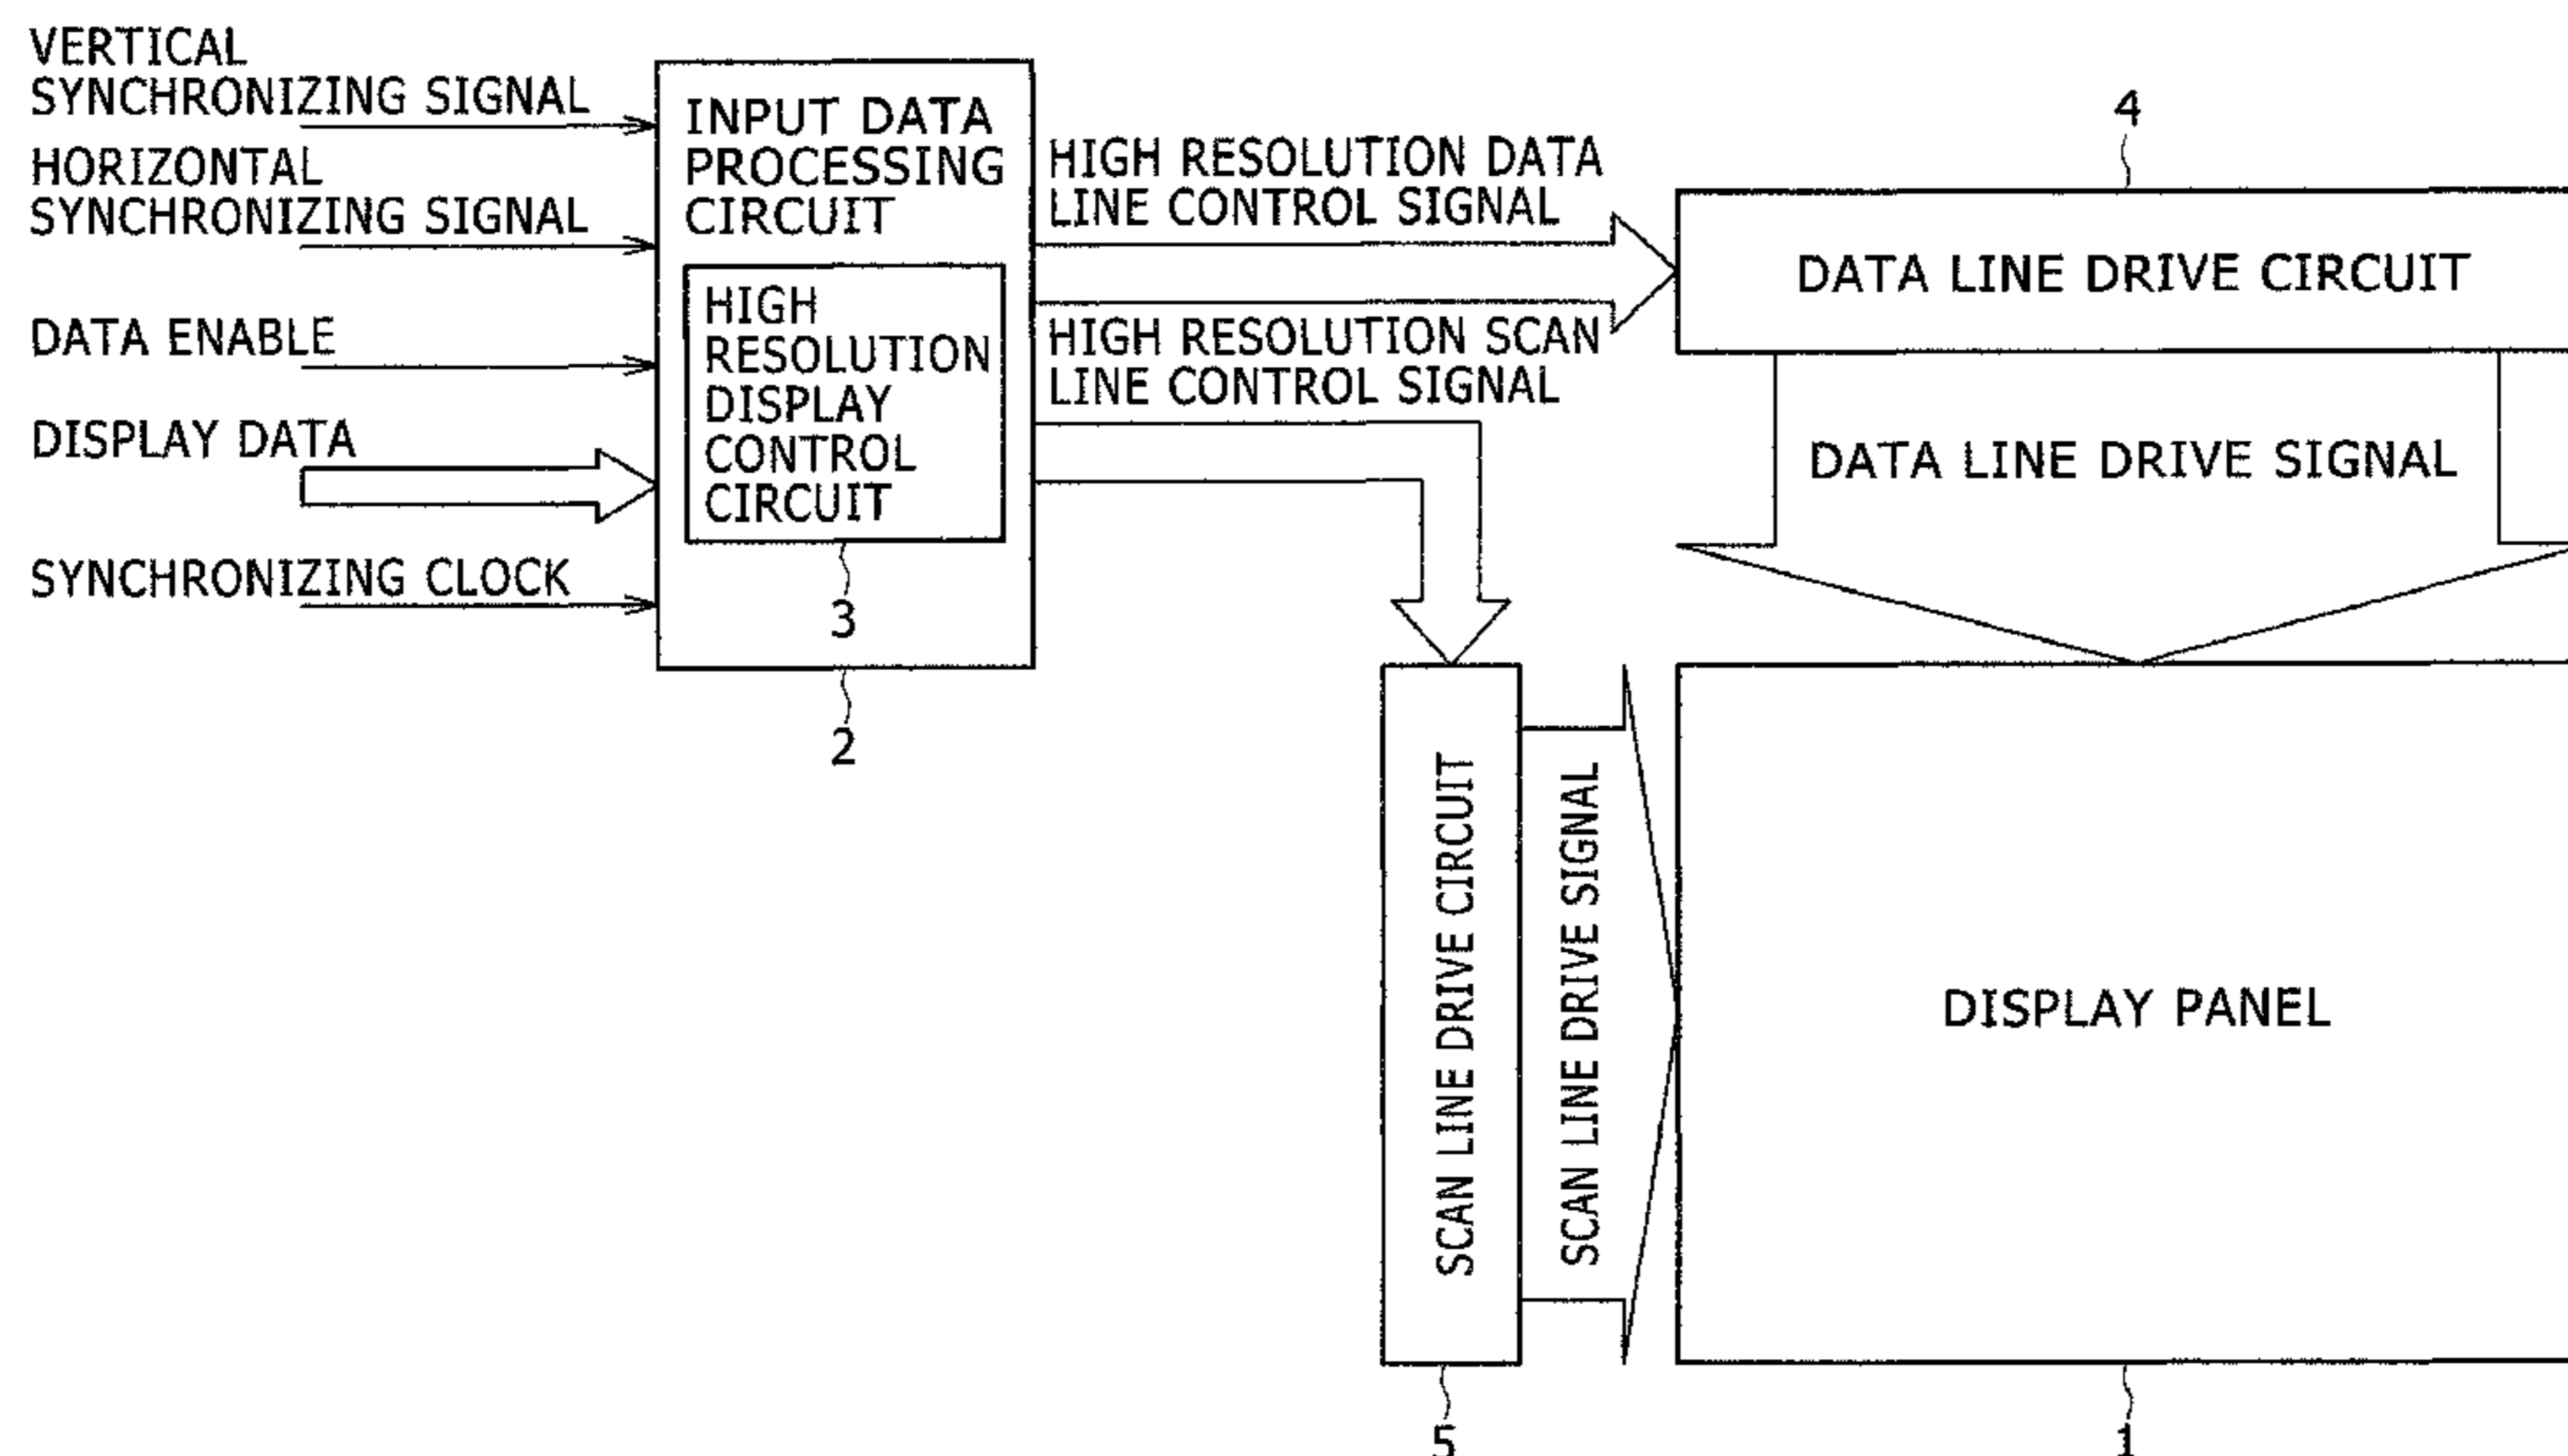 VERTICAL
SYNCHRONIZING SIGNAL
HORIZONTAL
SYNCHRONIZING SIGNAL
DATA ENABLE
DISPLAY DATA
SYNCHRONIZING CLOCK
INPUT DATA
PROCESSING
CIRCUIT
HIGH
RESOLUTION
DISPLAY
CONTROL
CIRCUIT
3
2
HIGH RESOLUTION DATA
LINE CONTROL SIGNAL
HIGH RESOLUTION SCAN
LINE CONTROL SIGNAL
4
DATA LINE DRIVE CIRCUIT
DATA LINE DRIVE SIGNAL
SCAN LINE DRIVE CIRCUIT
SCAN LINE DRIVE SIGNAL
DISPLAY PANEL
5
1